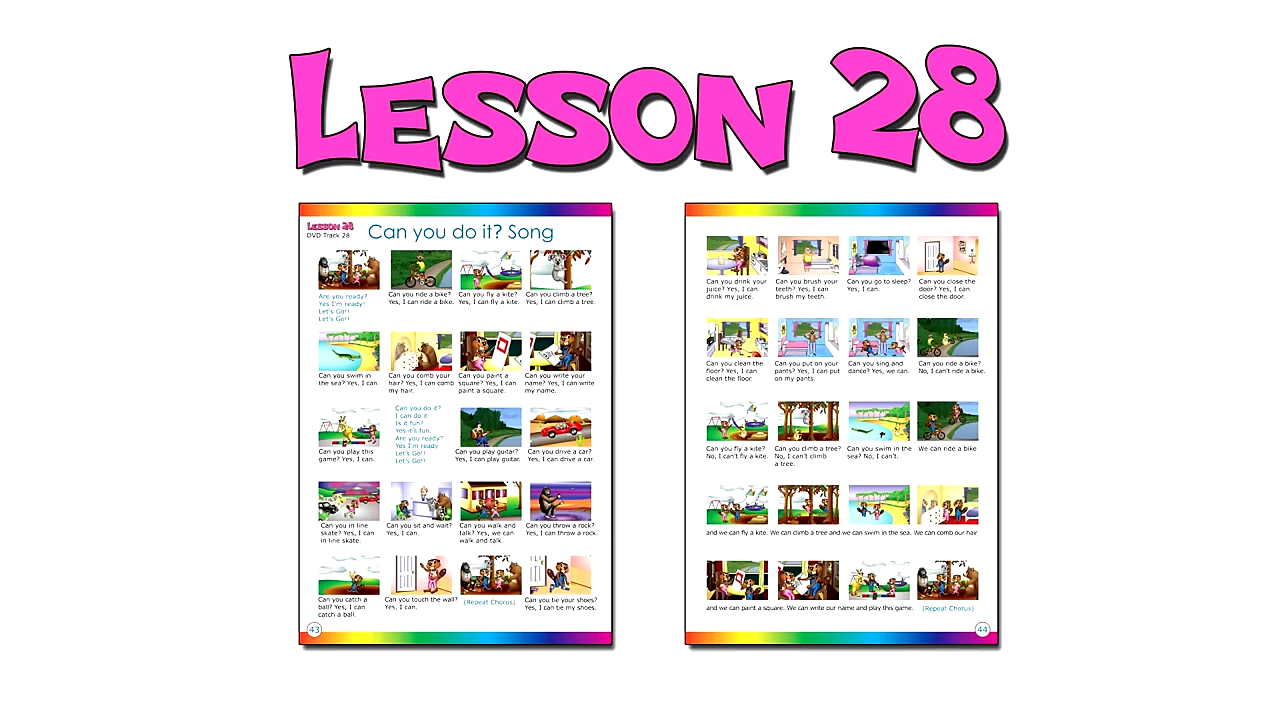 LESSON 28
LESSON 28
DVD Track 28
Can you do it? Song
Are you ready?
Yes I'm ready!
Let's Go!!
Let's Go!!
Can you ride a bike?
Yes, I can ride a bike.
Can you fly a kite?
Yes, I can fly a kite.
Can you climb a tree?
Yes, I can climb a tree.
Can you swim in
the sea? Yes, I can.
Can you comb your
hair? Yes, I can comb
my hair.
Can you paint a
square? Yes, I can
paint a square.
Can you write your
name? Yes, I can write
my name.
Can you play this
game? Yes, I can.
Can you do it?
I can do it
Is it fun?
Yes it's fun.
Are you ready?
Yes I'm ready
Let's Go!!
Let's Go!!
Can you play guitar?
Yes, I can play guitar.
Can you drive a car?
Yes, I can drive a car.
Can you in line
skate? Yes, I can
in line skate.
Can you sit and wait?
Yes, I can.
Can you walk and
talk? Yes, we can
walk and talk.
Can you throw a rock?
Yes, I can throw a rock.
Can you catch a
ball? Yes, I can
catch a ball.
Can you touch the wall?
Yes, I can.
(Repeat Chorus)
Can you tie your shoes?
Yes, I can tie my shoes.
43
Can you drink your
juice? Yes, I can
drink my juice.
Can you brush your
teeth? Yes, I can
brush my teeth.
Can you go to sleep?
Yes, I can.
Can you close the
door? Yes, I can
close the door.
Can you clean the
floor? Yes, I can
clean the floor.
Can you put on your
pants? Yes, I can put
on my pants.
Can you sing and
dance? Yes, we can.
Can you ride a bike?
No, I can't ride a bike.
Can you fly a kite?
No, I can't fly a kite.
Can you climb a tree?
No, I can't climb
a tree.
Can you swim in the
sea? No, I can't.
We can ride a bike
and we can fly a kite. We can climb a tree and we can swim in the sea. We can comb our hair
and we can paint a square. We can write our name and play this game.
(Repeat Chorus)
44